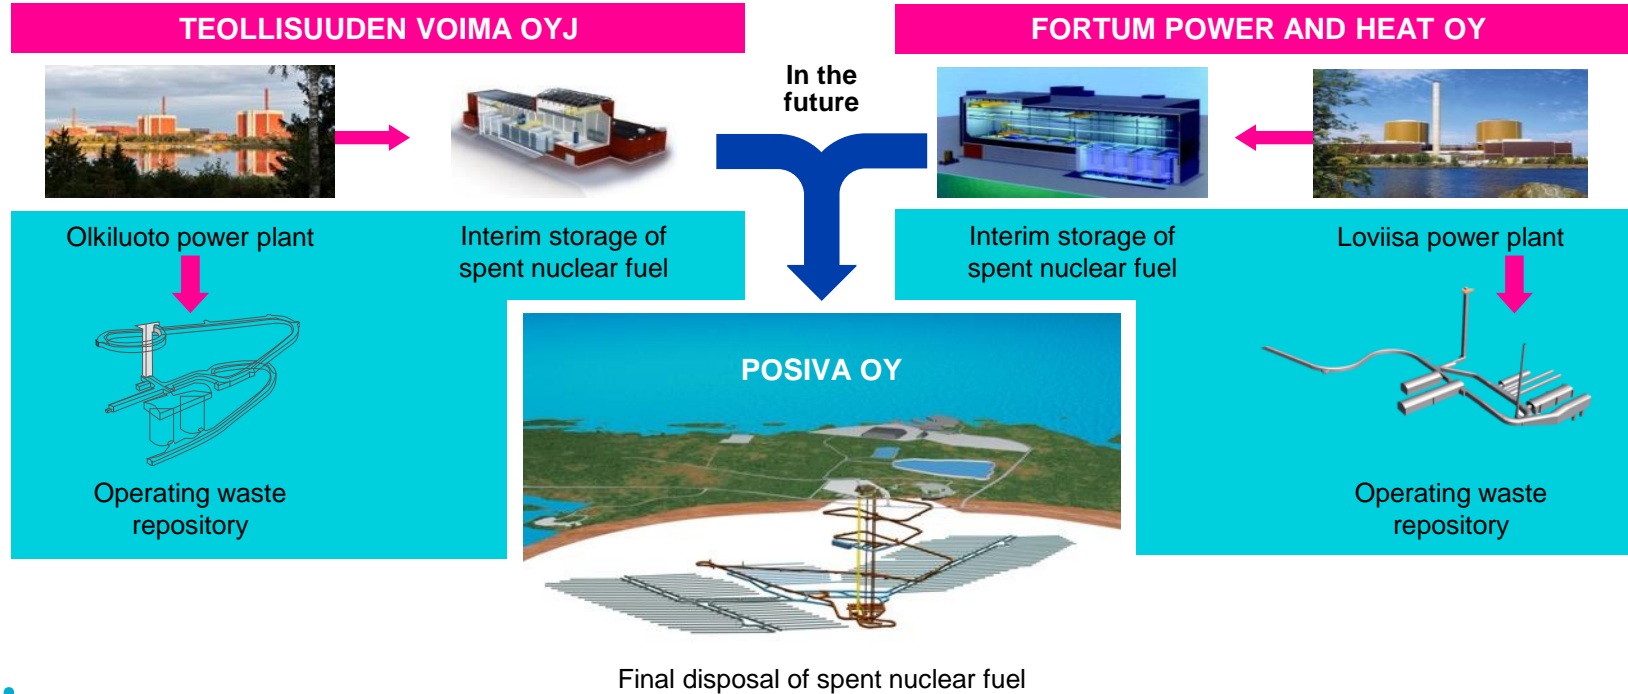 TEOLLISUUDEN VOIMA OYJ
FORTUM POWER AND HEAT OY
In the
future
Olkiluoto power plant
Interim storage of
spent nuclear fuel
Interim storage of
spent nuclear fuel
Loviisa power plant
POSIVA OY
Operating waste
repository
Operating waste
repository
Final disposal of spent nuclear fuel